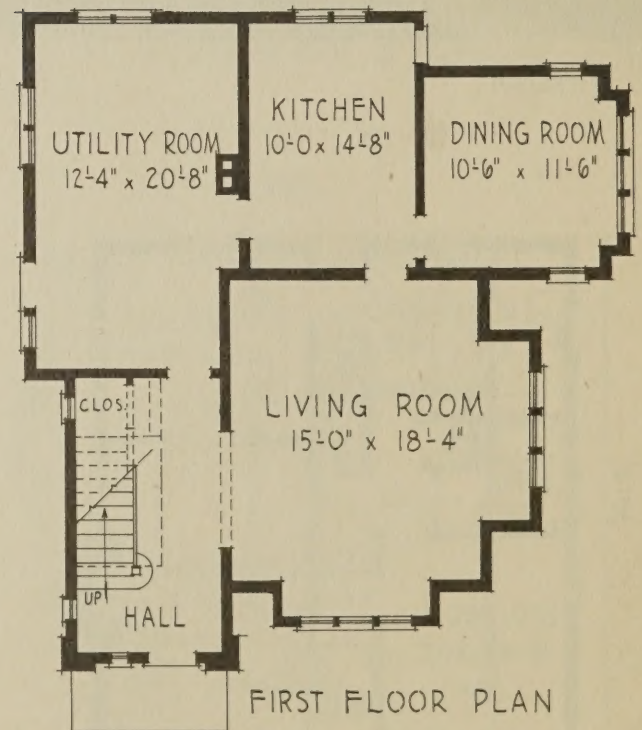 UTILITY ROOM
12'-4" x 20'-8"
KITCHEN
10'-0 x 14'-8"
DINING ROOM
10'-6" x 11'-6"
LIVING ROOM
15'-0" x 18'-4"
CLOS.
UP
HALL
FIRST FLOOR PLAN